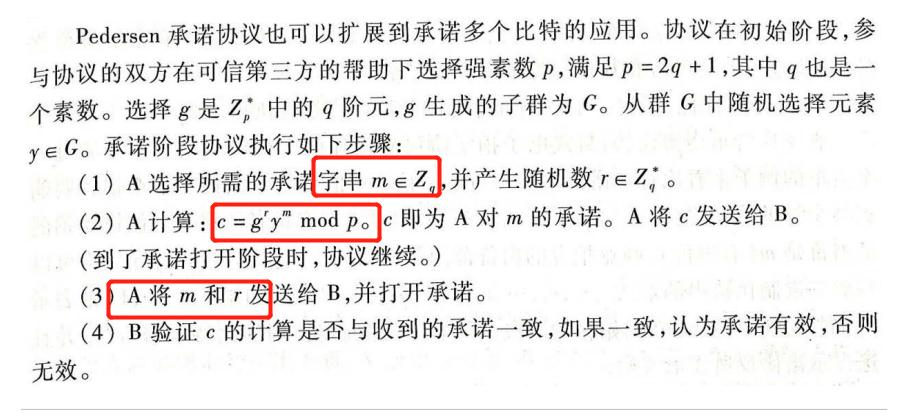 Pedersen 承诺协议也可以扩展到承诺多个比特的应用。协议在初始阶段,参
与协议的双方在可信第三方的帮助下选择强素数 p,满足 p=2q+1,其中 q 也是一
个素数。选择 g 是 Z_p^* 中的 q 阶元,g 生成的子群为 G。从群 G 中随机选择元素
y∈G。承诺阶段协议执行如下步骤:
(1) A 选择所需的承诺字串 m∈Z_q,并产生随机数 r∈Z_q^*。
(2) A 计算:c=g^r y^m mod p。c 即为 A 对 m 的承诺。A 将 c 发送给 B。
(到了承诺打开阶段时,协议继续。)
(3) A 将 m 和 r 发送给 B,并打开承诺。
(4) B 验证 c 的计算是否与收到的承诺一致,如果一致,认为承诺有效,否则
无效。